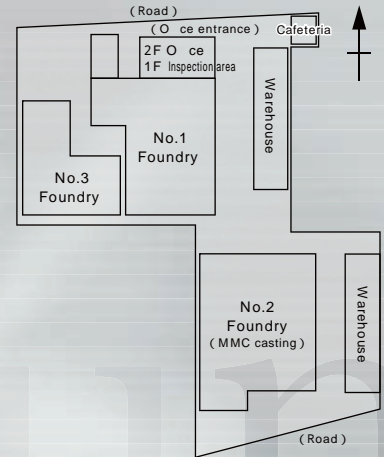 (Road)
(O ce entrance)
Cafeteria
2F O ce
1F Inspection area
Warehouse
No.1
Foundry
No.3
Foundry
No.2
Foundry
(MMC casting)
Warehouse
(Road)